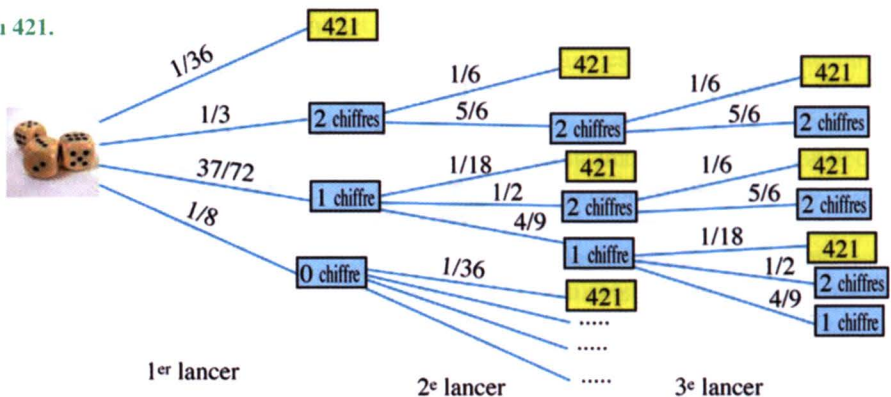 421.
421
1/36
421
1/6
421
1/6
1/3
2 chiffres
5/6
2 chiffres
5/6
2 chiffres
37/72
1 chiffre
1/18
421
1/6
421
1/2
2 chiffres
5/6
2 chiffres
4/9
1 chiffre
1/18
421
1/2
2 chiffres
4/9
1 chiffre
1/8
0 chiffre
1/36
421
.....
.....
.....
1er lancer
2e lancer
3e lancer